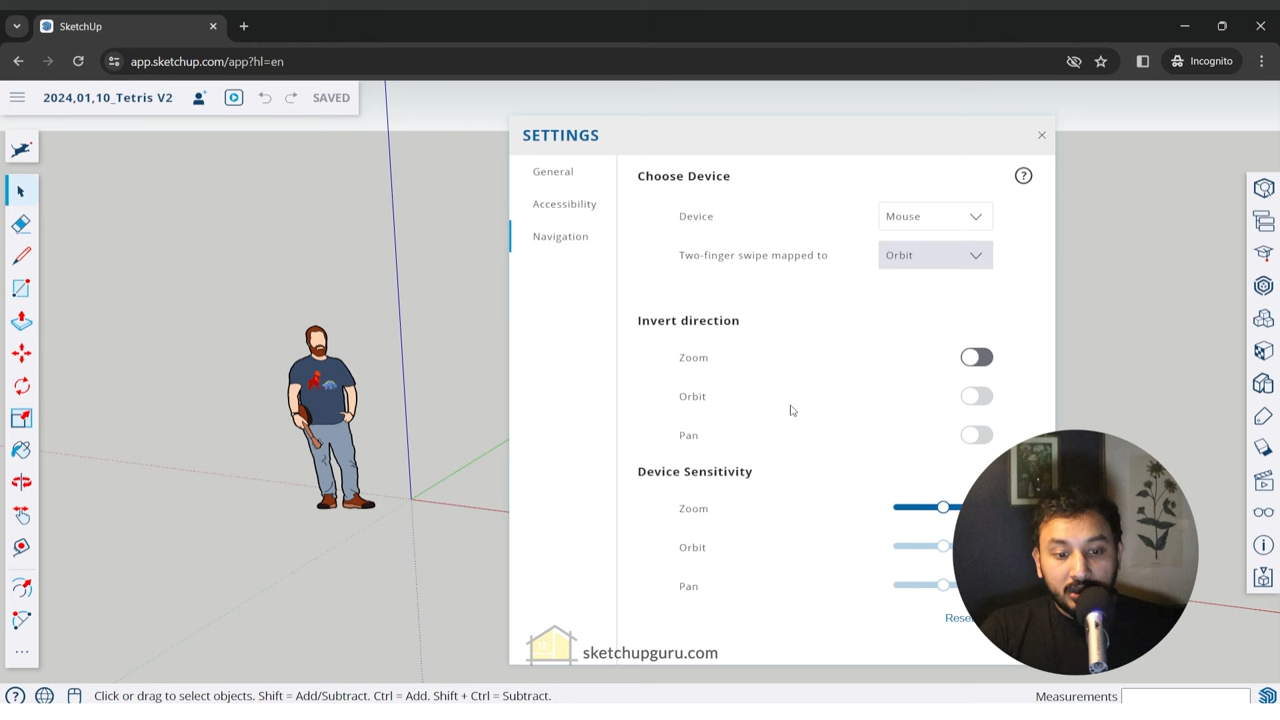 SketchUp
app.sketchup.com/app?hl=en
Incognito
2024,01,10_Tetris V2
SAVED
SETTINGS
General
Accessibility
Navigation
Choose Device
?
Device
Mouse
Two-finger swipe mapped to
Orbit
Invert direction
Zoom
Orbit
Pan
Device Sensitivity
Zoom
Orbit
Pan
sketchupguru.com
Click or drag to select objects. Shift = Add/Subtract. Ctrl = Add. Shift + Ctrl = Subtract.
Measurements